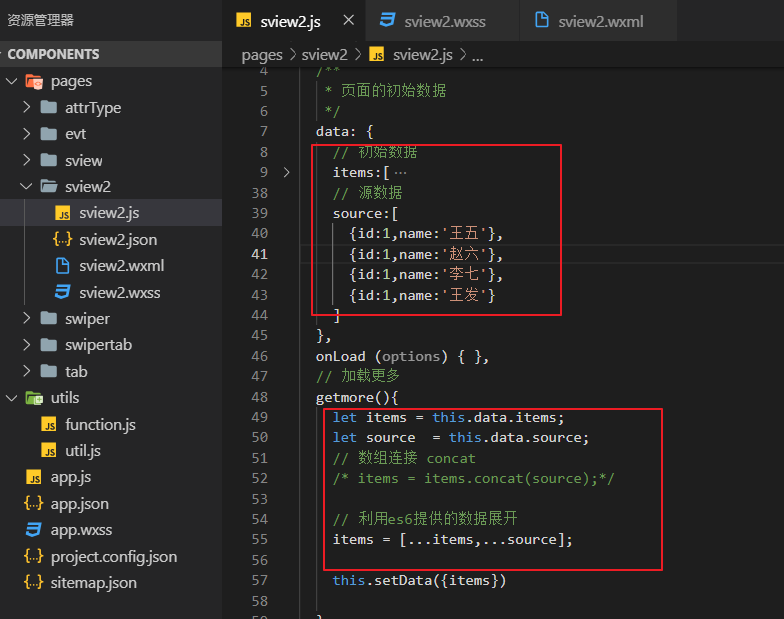 资源管理器
COMPONENTS
pages
attrType
evt
sview
sview2
sview2.js
sview2.json
sview2.wxml
sview2.wxss
swiper
swipertab
tab
utils
function.js
util.js
app.js
app.json
app.wxss
project.config.json
sitemap.json
JS sview2.js × sview2.wxss sview2.wxml
pages > sview2 > JS sview2.js > ...
4 /**
5 * 页面的初始数据
6 */
7 data: {
8 // 初始数据
9 items:[ ···
38 // 源数据
39 source:[
40 {id:1,name:'王五'},
41 {id:1,name:'赵六'},
42 {id:1,name:'李七'},
43 {id:1,name:'王发'}
44 ]
45 },
46 onLoad (options) { },
47 // 加载更多
48 getmore(){
49 let items = this.data.items;
50 let source  = this.data.source;
51 // 数组连接 concat
52 /* items = items.concat(source);*/
53
54 // 利用es6提供的数据展开
55 items = [...items,...source];
56
57 this.setData({items})
58